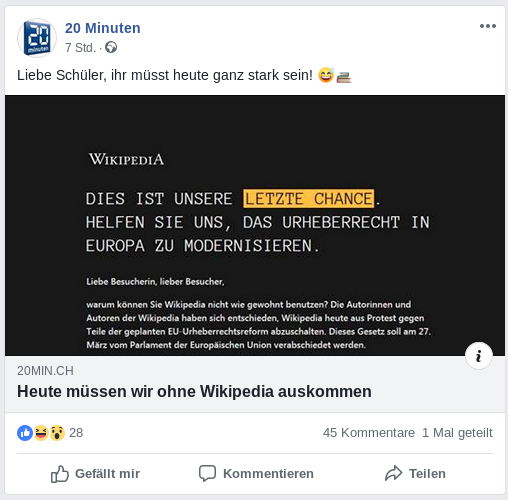 20 Minuten
20
minuten
7 Std. ·
Liebe Schüler, ihr müsst heute ganz stark sein! 😅📚
WIKIPEDIA
DIES IST UNSERE LETZTE CHANCE.
HELFEN SIE UNS, DAS URHEBERRECHT IN
EUROPA ZU MODERNISIEREN.
Liebe Besucherin, lieber Besucher,
warum können Sie Wikipedia nicht wie gewohnt benutzen? Die Autorinnen und
Autoren der Wikipedia haben sich entschieden, Wikipedia heute aus Protest gegen
Teile der geplanten EU-Urheberrechtsreform abzuschalten. Dieses Gesetz soll am 27.
März vom Parlament der Europäischen Union verabschiedet werden.
i
20MIN.CH
Heute müssen wir ohne Wikipedia auskommen
28 45 Kommentare 1 Mal geteilt
Gefällt mir Kommentieren Teilen